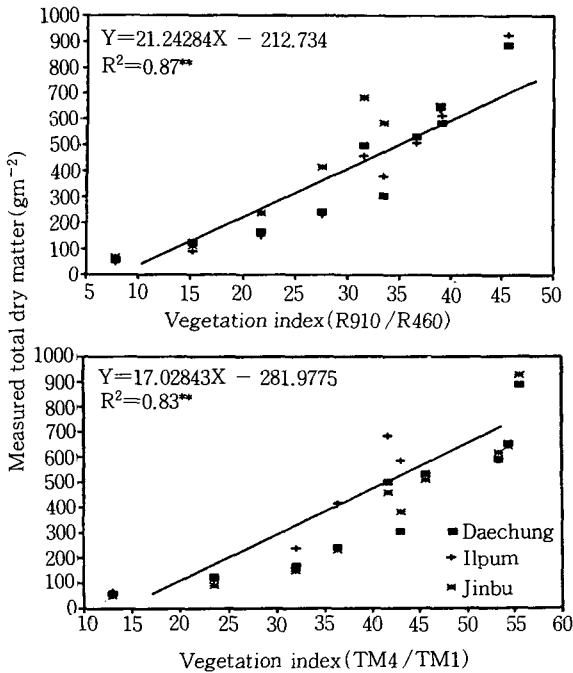 Measured total dry matter(gm⁻²)
1000
900
800
700
600
500
400
300
200
100
0
Y=21.24284X − 212.734
R²=0.87**
5 10 15 20 25 30 35 40 45 50
Vegetation index(R910/R460)
1000
900
800
700
600
500
400
300
200
100
0
Y=17.02843X − 281.9775
R²=0.83**
Daechung
Ilpum
Jinbu
10 15 20 25 30 35 40 45 50 55 60
Vegetation index(TM4/TM1)